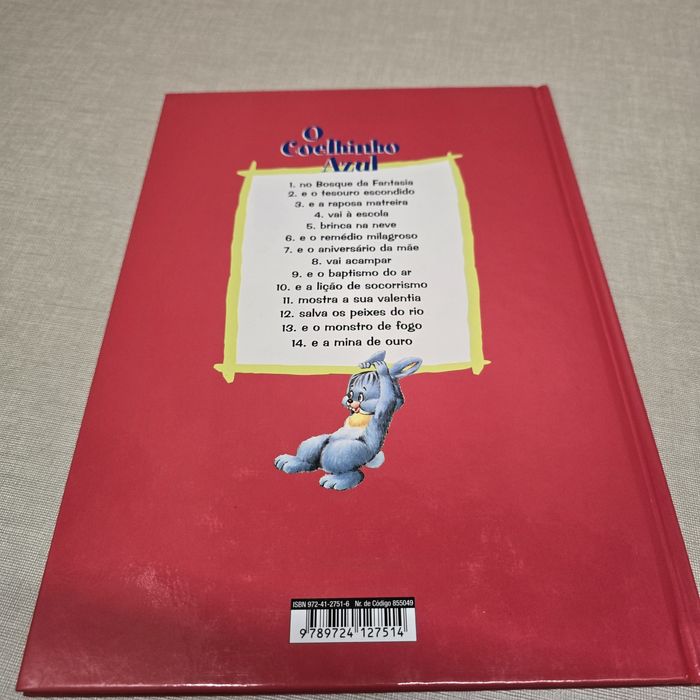 O
Coelhinho
Azul
1. no Bosque da Fantasia
2. e o tesouro escondido
3. e a raposa matreira
4. vai à escola
5. brinca na neve
6. e o remédio milagroso
7. e o aniversário da mãe
8. vai acampar
9. e o baptismo do ar
10. e a lição de socorrismo
11. mostra a sua valentia
12. salva os peixes do rio
13. e o monstro de fogo
14. e a mina de ouro
ISBN 972-41-2751-6 Nr. de Código 855049
9 789724 127514